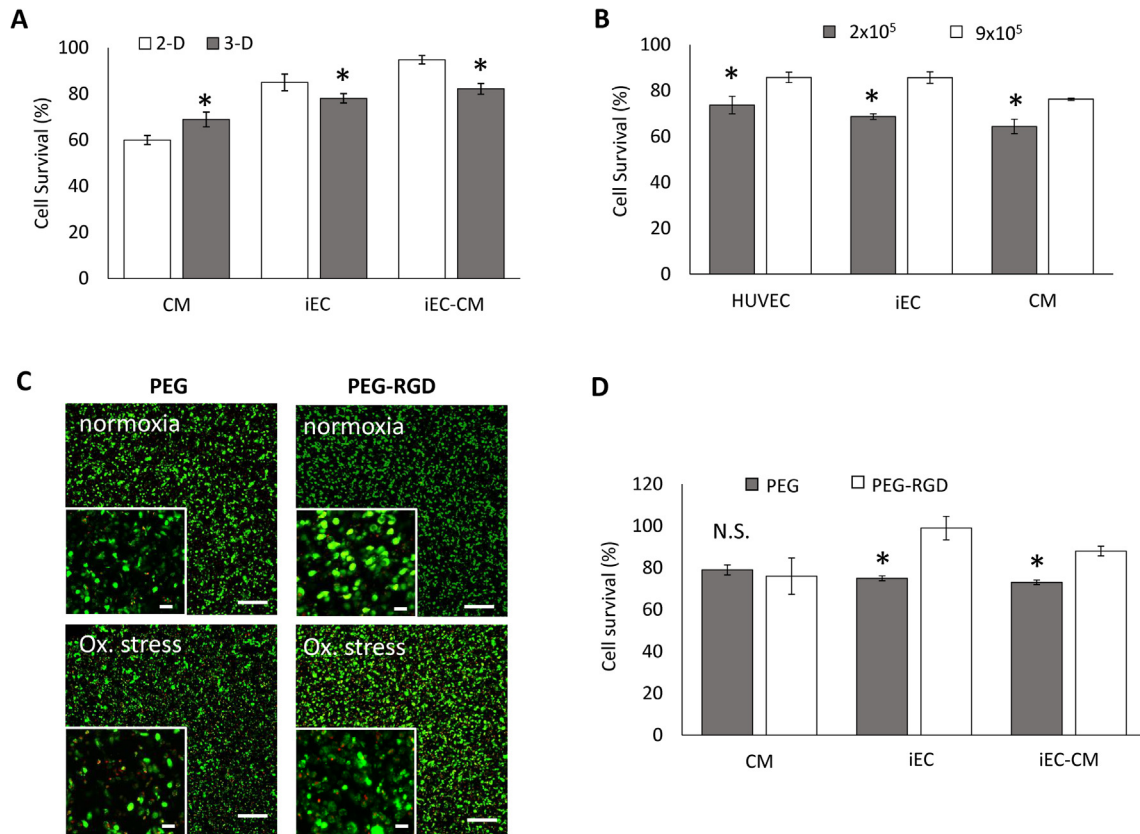 A
2-D 3-D
100
80
60
40
20
0
Cell Survival (%)
*
*
*
CM iEC iEC-CM
B
2x10⁵ 9x10⁵
100
80
60
40
20
0
Cell Survival (%)
*
*
*
HUVEC iEC CM
C
PEG PEG-RGD
normoxia normoxia
Ox. stress Ox. stress
D
PEG PEG-RGD
120
100
80
60
40
20
0
Cell survival (%)
N.S.
*
*
CM iEC iEC-CM